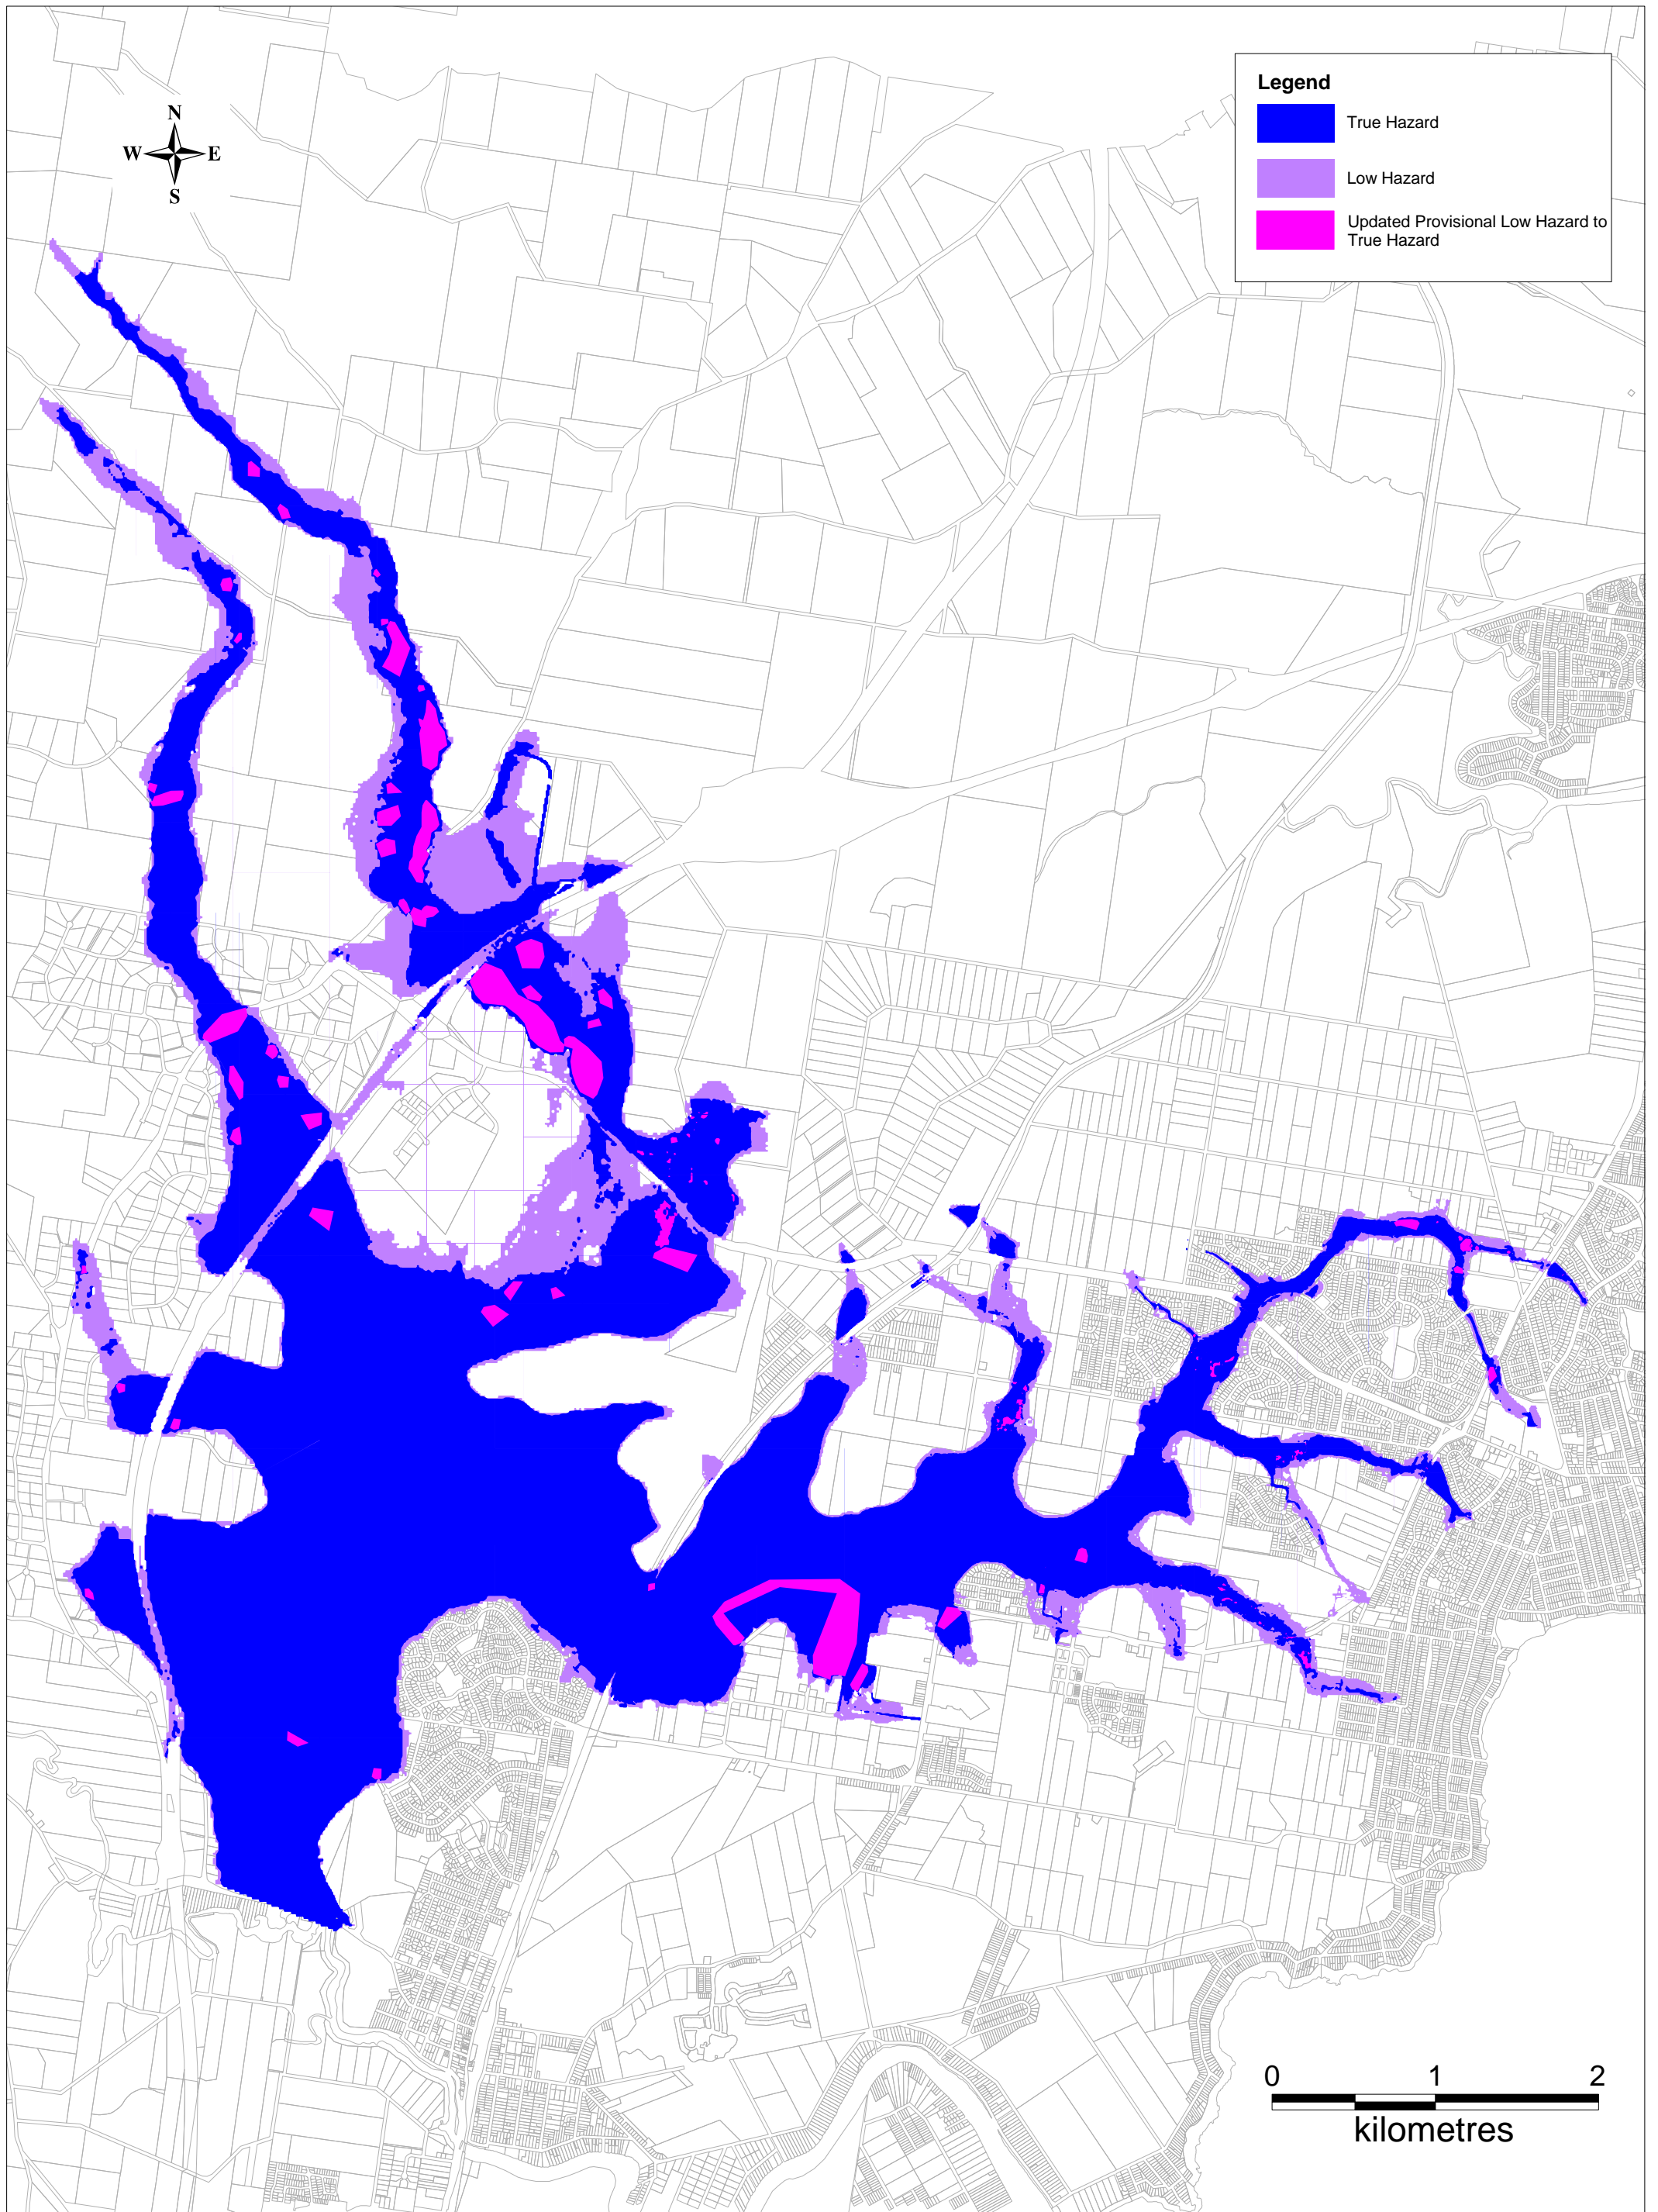 Legend
True Hazard
Low Hazard
Updated Provisional Low Hazard to
True Hazard
N
W E
S
0 1 2
kilometres